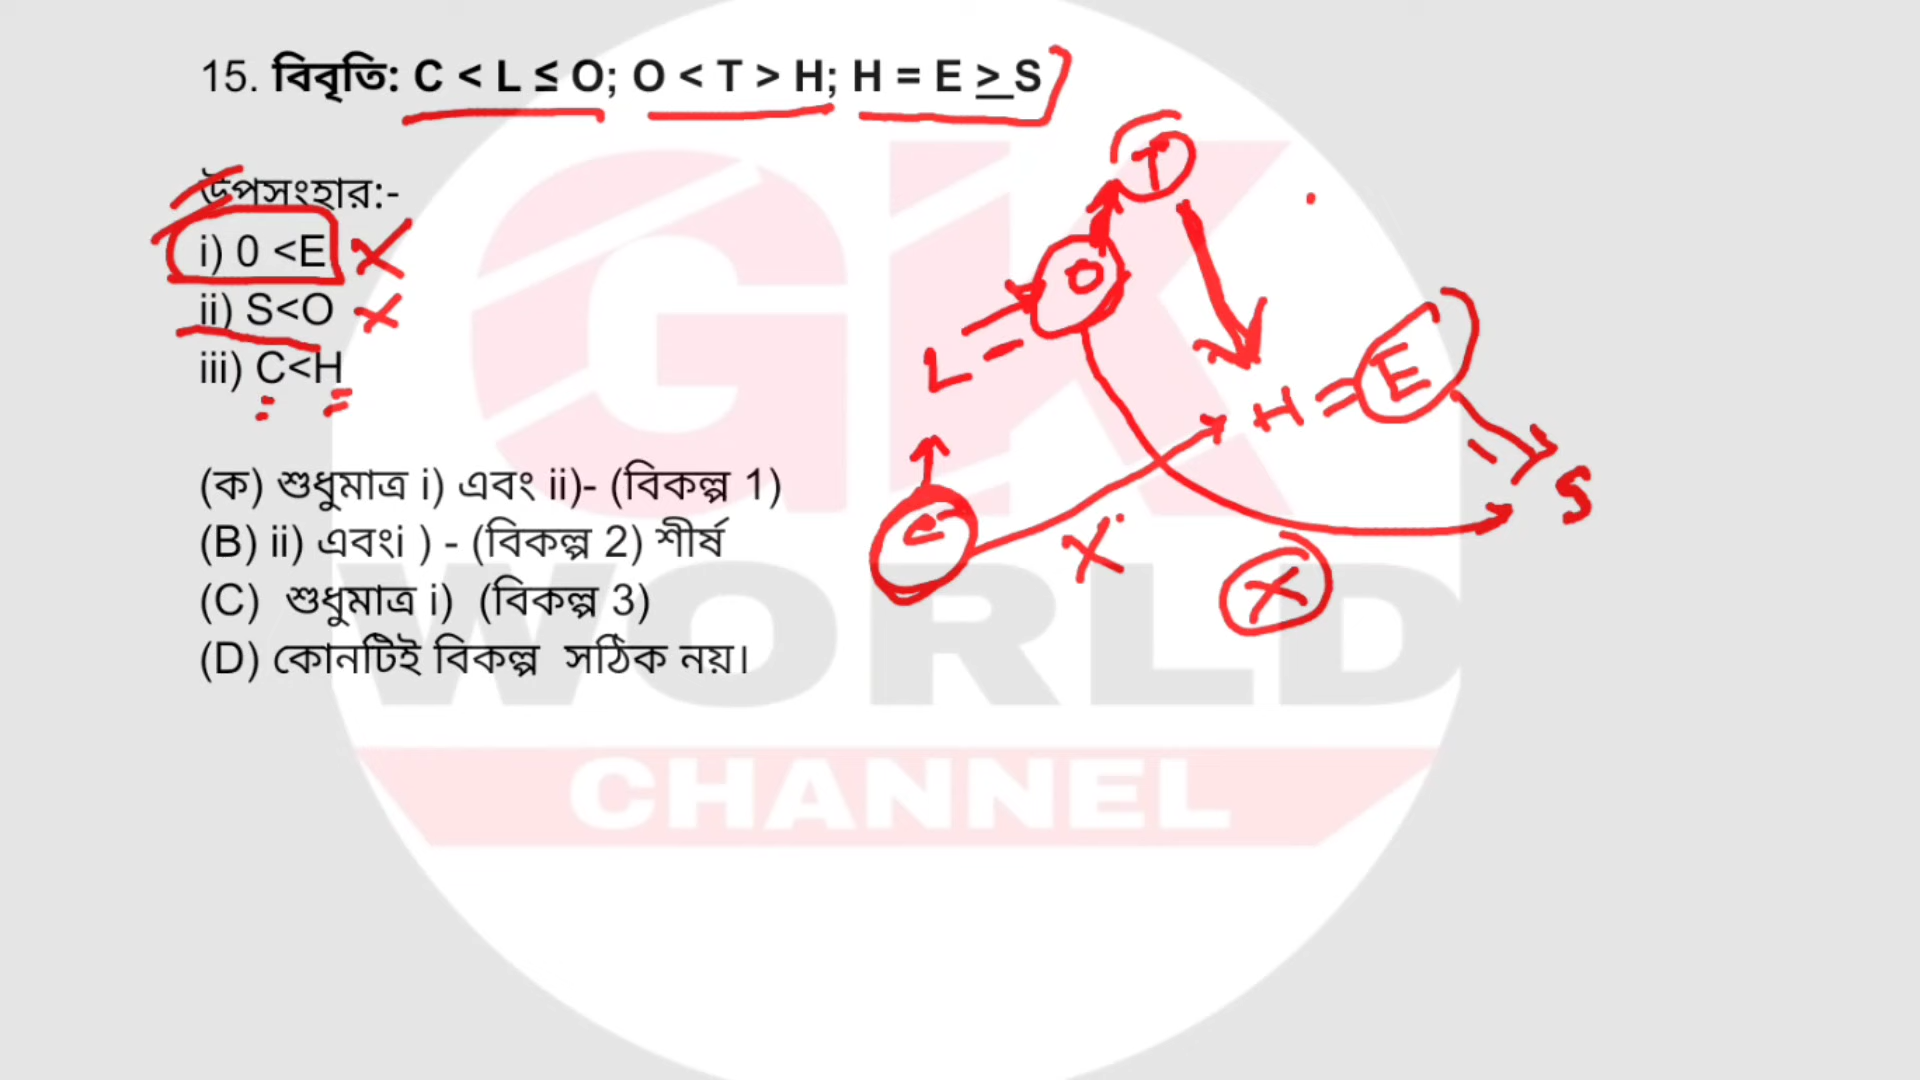 15. বিবৃতি: C < L ≤ O; O < T > H; H = E > S
উপসংহার:-
i) 0 <E
ii) S<O
iii) C<H
(ক) শুধুমাত্র i) এবং ii)- (বিকল্প 1)
(B) ii) এবংi ) - (বিকল্প 2) শীর্ষ
(C) শুধুমাত্র i) (বিকল্প 3)
(D) কোনটিই বিকল্প সঠিক নয়।
T
O
L
H = E
S
C
X
X
GK
WORLD
CHANNEL